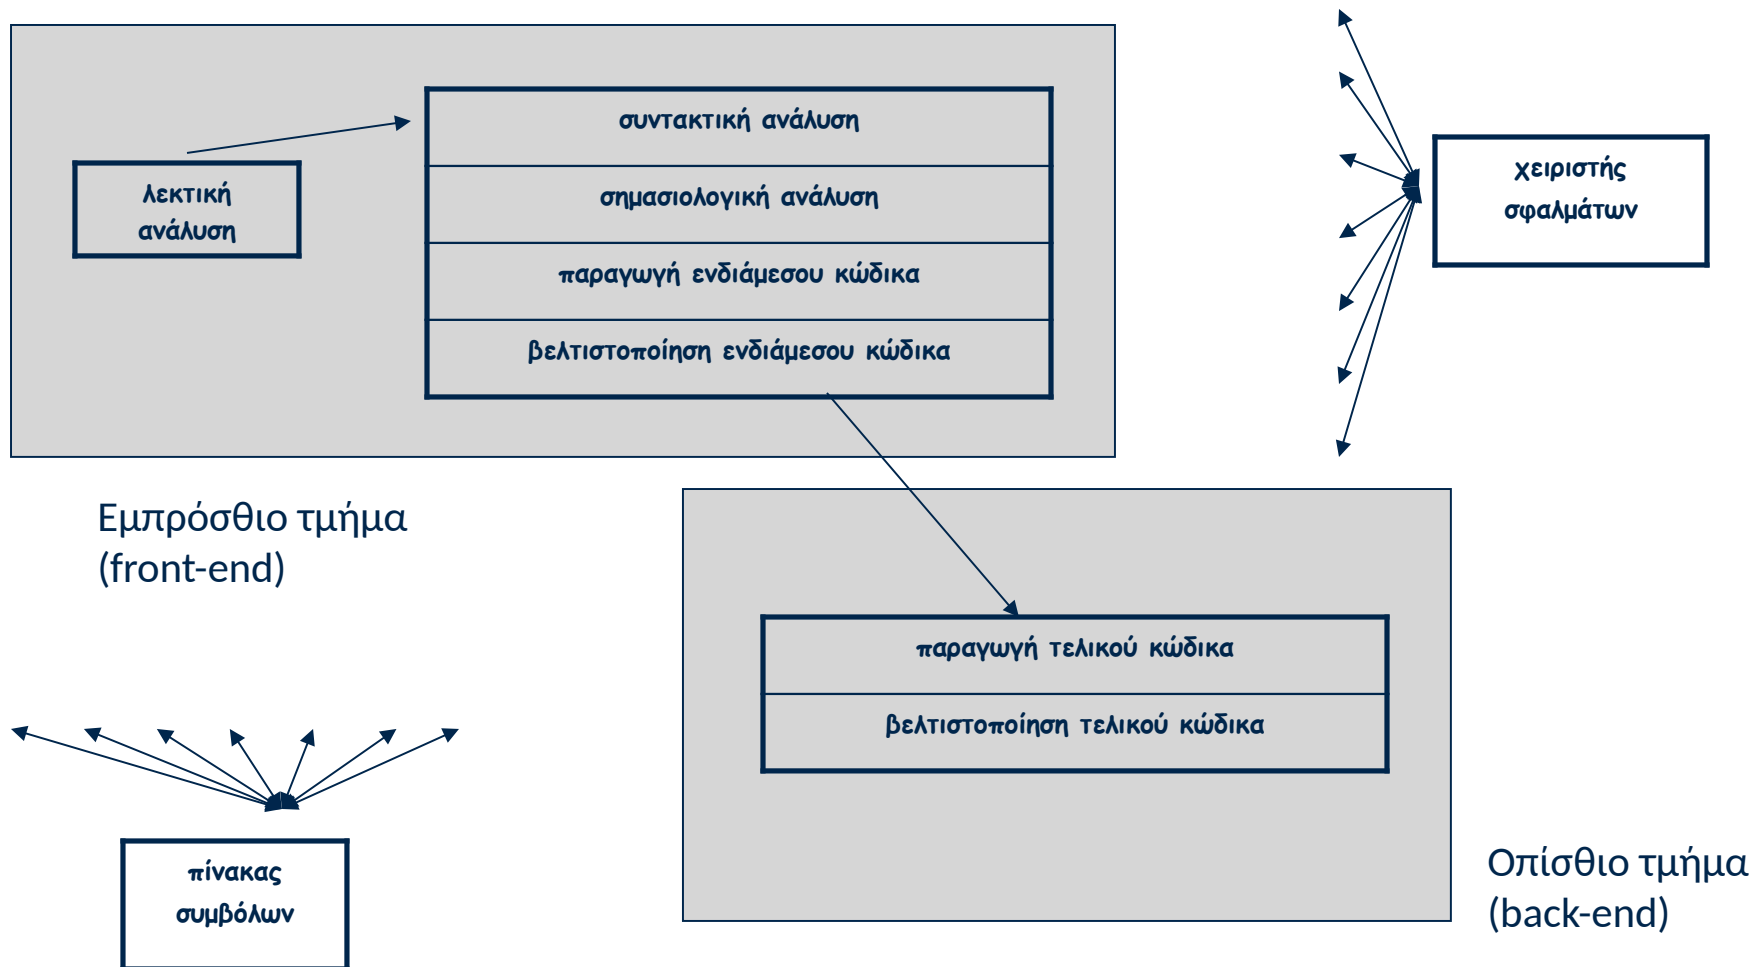 συντακτική ανάλυση
λεκτική
ανάλυση
σημασιολογική ανάλυση
παραγωγή ενδιάμεσου κώδικα
βελτιστοποίηση ενδιάμεσου κώδικα
χειριστής
σφαλμάτων
Εμπρόσθιο τμήμα
(front-end)
παραγωγή τελικού κώδικα
βελτιστοποίηση τελικού κώδικα
πίνακας
συμβόλων
Οπίσθιο τμήμα
(back-end)